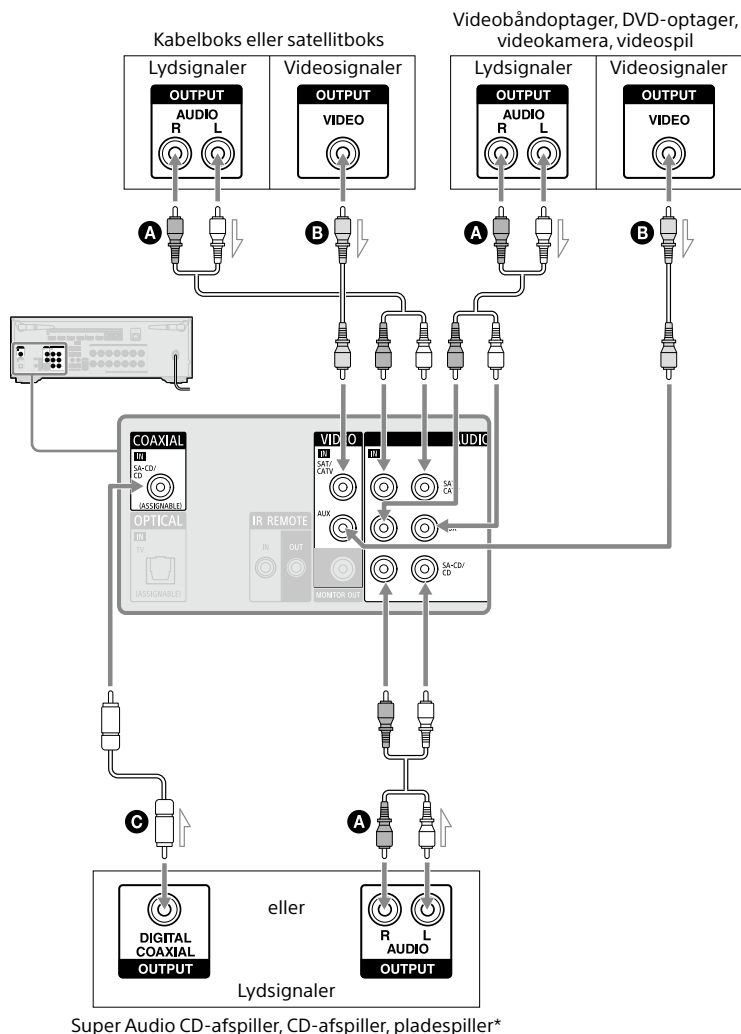 Videobåndoptager, DVD-optager,
videokamera, videospil
Kabelboks eller satellitboks
Lydsignaler
Videosignaler
Lydsignaler
Videosignaler
OUTPUT
AUDIO
R L
OUTPUT
VIDEO
OUTPUT
AUDIO
R L
OUTPUT
VIDEO
A
B
A
B
COAXIAL
IN
SA-CD/
CD
(ASSIGNABLE)
OPTICAL
IN
TV
(ASSIGNABLE)
IR REMOTE
IN OUT
VIDEO
IN
SAT/
CATV
AUX
MONITOR OUT
AUDIO
IN
SA-CD/
CD
C
A
DIGITAL
COAXIAL
OUTPUT
eller
R L
AUDIO
OUTPUT
Lydsignaler
Super Audio CD-afspiller, CD-afspiller, pladespiller*